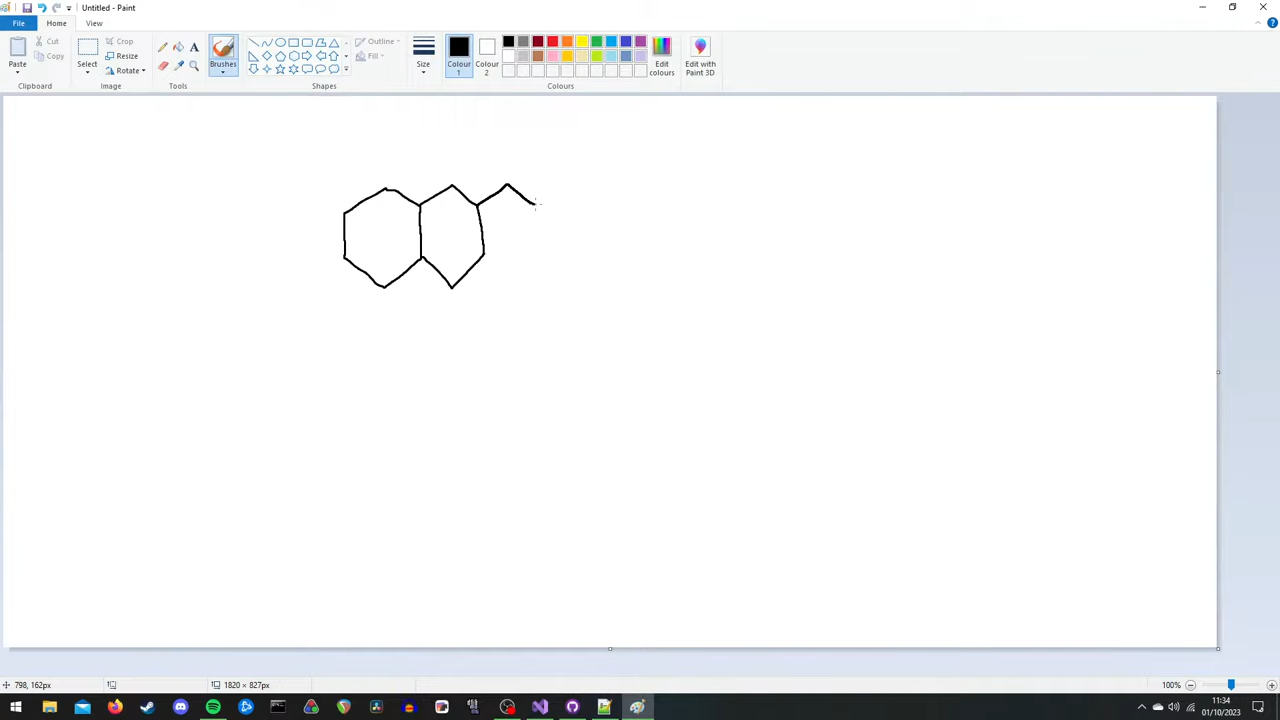 Untitled - Paint
File Home View
Paste
Cut
Copy
Clipboard
Select
Crop
Resize
Rotate
Image
A
Tools
Brushes
Outline
Fill
Shapes
Size
Colour 1
Colour 2
Edit colours
Colours
Edit with Paint 3D
798, 162px
1820 × 827px
100%
11:34
01/10/2023